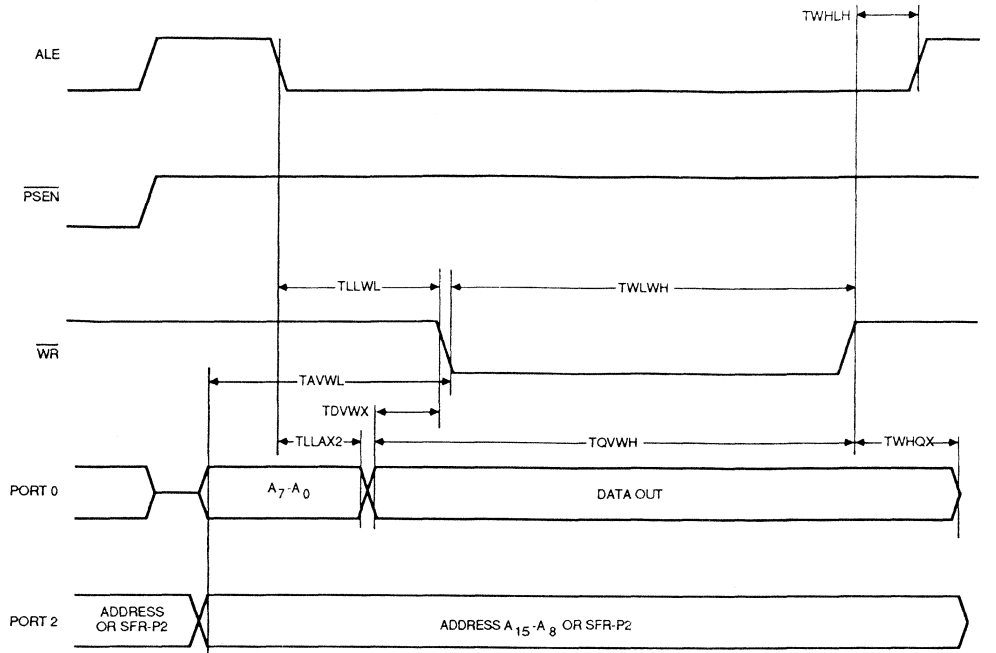 TWHLH
ALE
PSEN
TLLWL
TWLWH
WR
TAVWL
TDVWX
TLLAX2
TQVWH
TWHQX
PORT 0
A7-A0
DATA OUT
PORT 2
ADDRESS
OR SFR-P2
ADDRESS A15-A8 OR SFR-P2